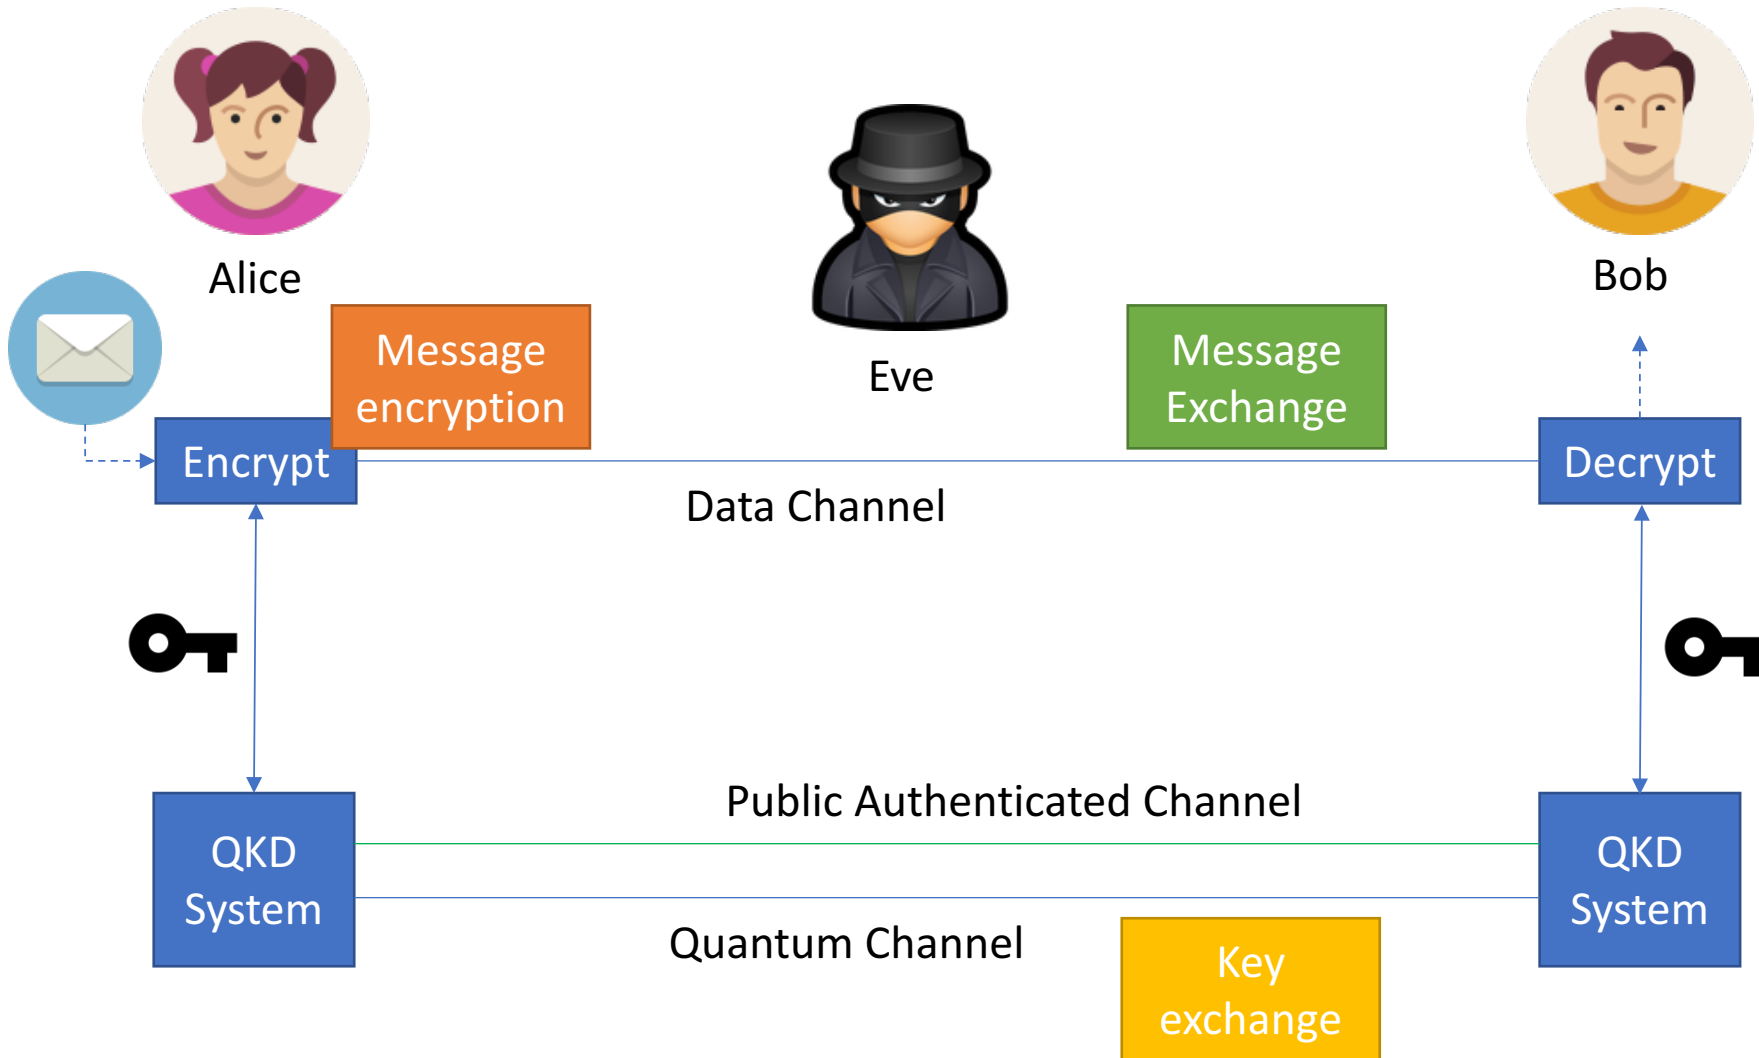 Alice
Bob
Message
encryption
Eve
Message
Exchange
Encrypt
Decrypt
Data Channel
Public Authenticated Channel
QKD
System
QKD
System
Quantum Channel
Key
exchange